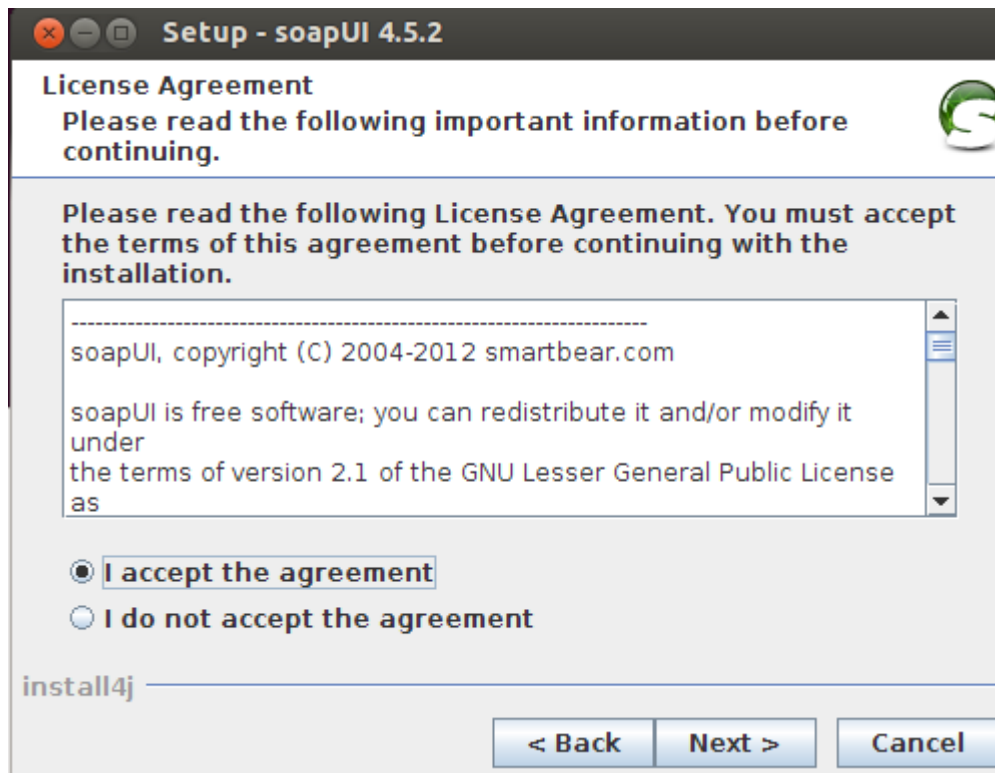 Setup - soapUI 4.5.2
License Agreement
Please read the following important information before
continuing.
Please read the following License Agreement. You must accept
the terms of this agreement before continuing with the
installation.
------------------------------------------------------------------------
soapUI, copyright (C) 2004-2012 smartbear.com
soapUI is free software; you can redistribute it and/or modify it
under
the terms of version 2.1 of the GNU Lesser General Public License
as
I accept the agreement
I do not accept the agreement
install4j
< Back Next > Cancel